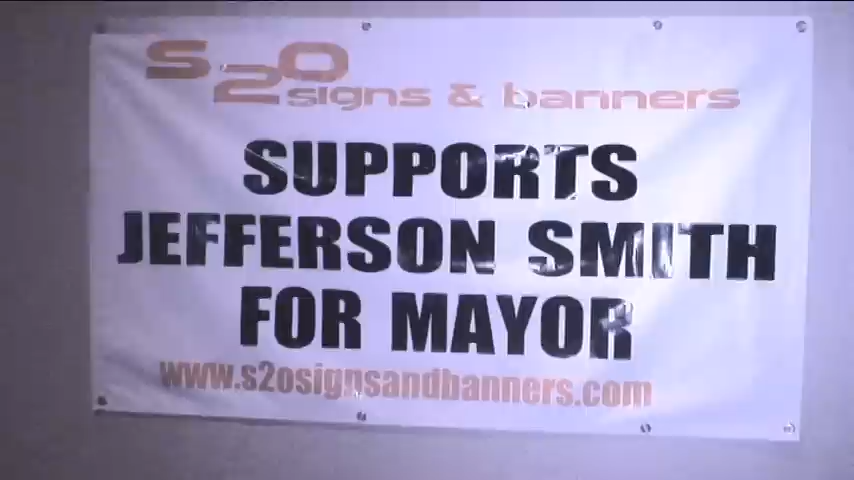 S2O
signs & banners
SUPPORTS
JEFFERSON SMITH
FOR MAYOR
www.s2osignsandbanners.com